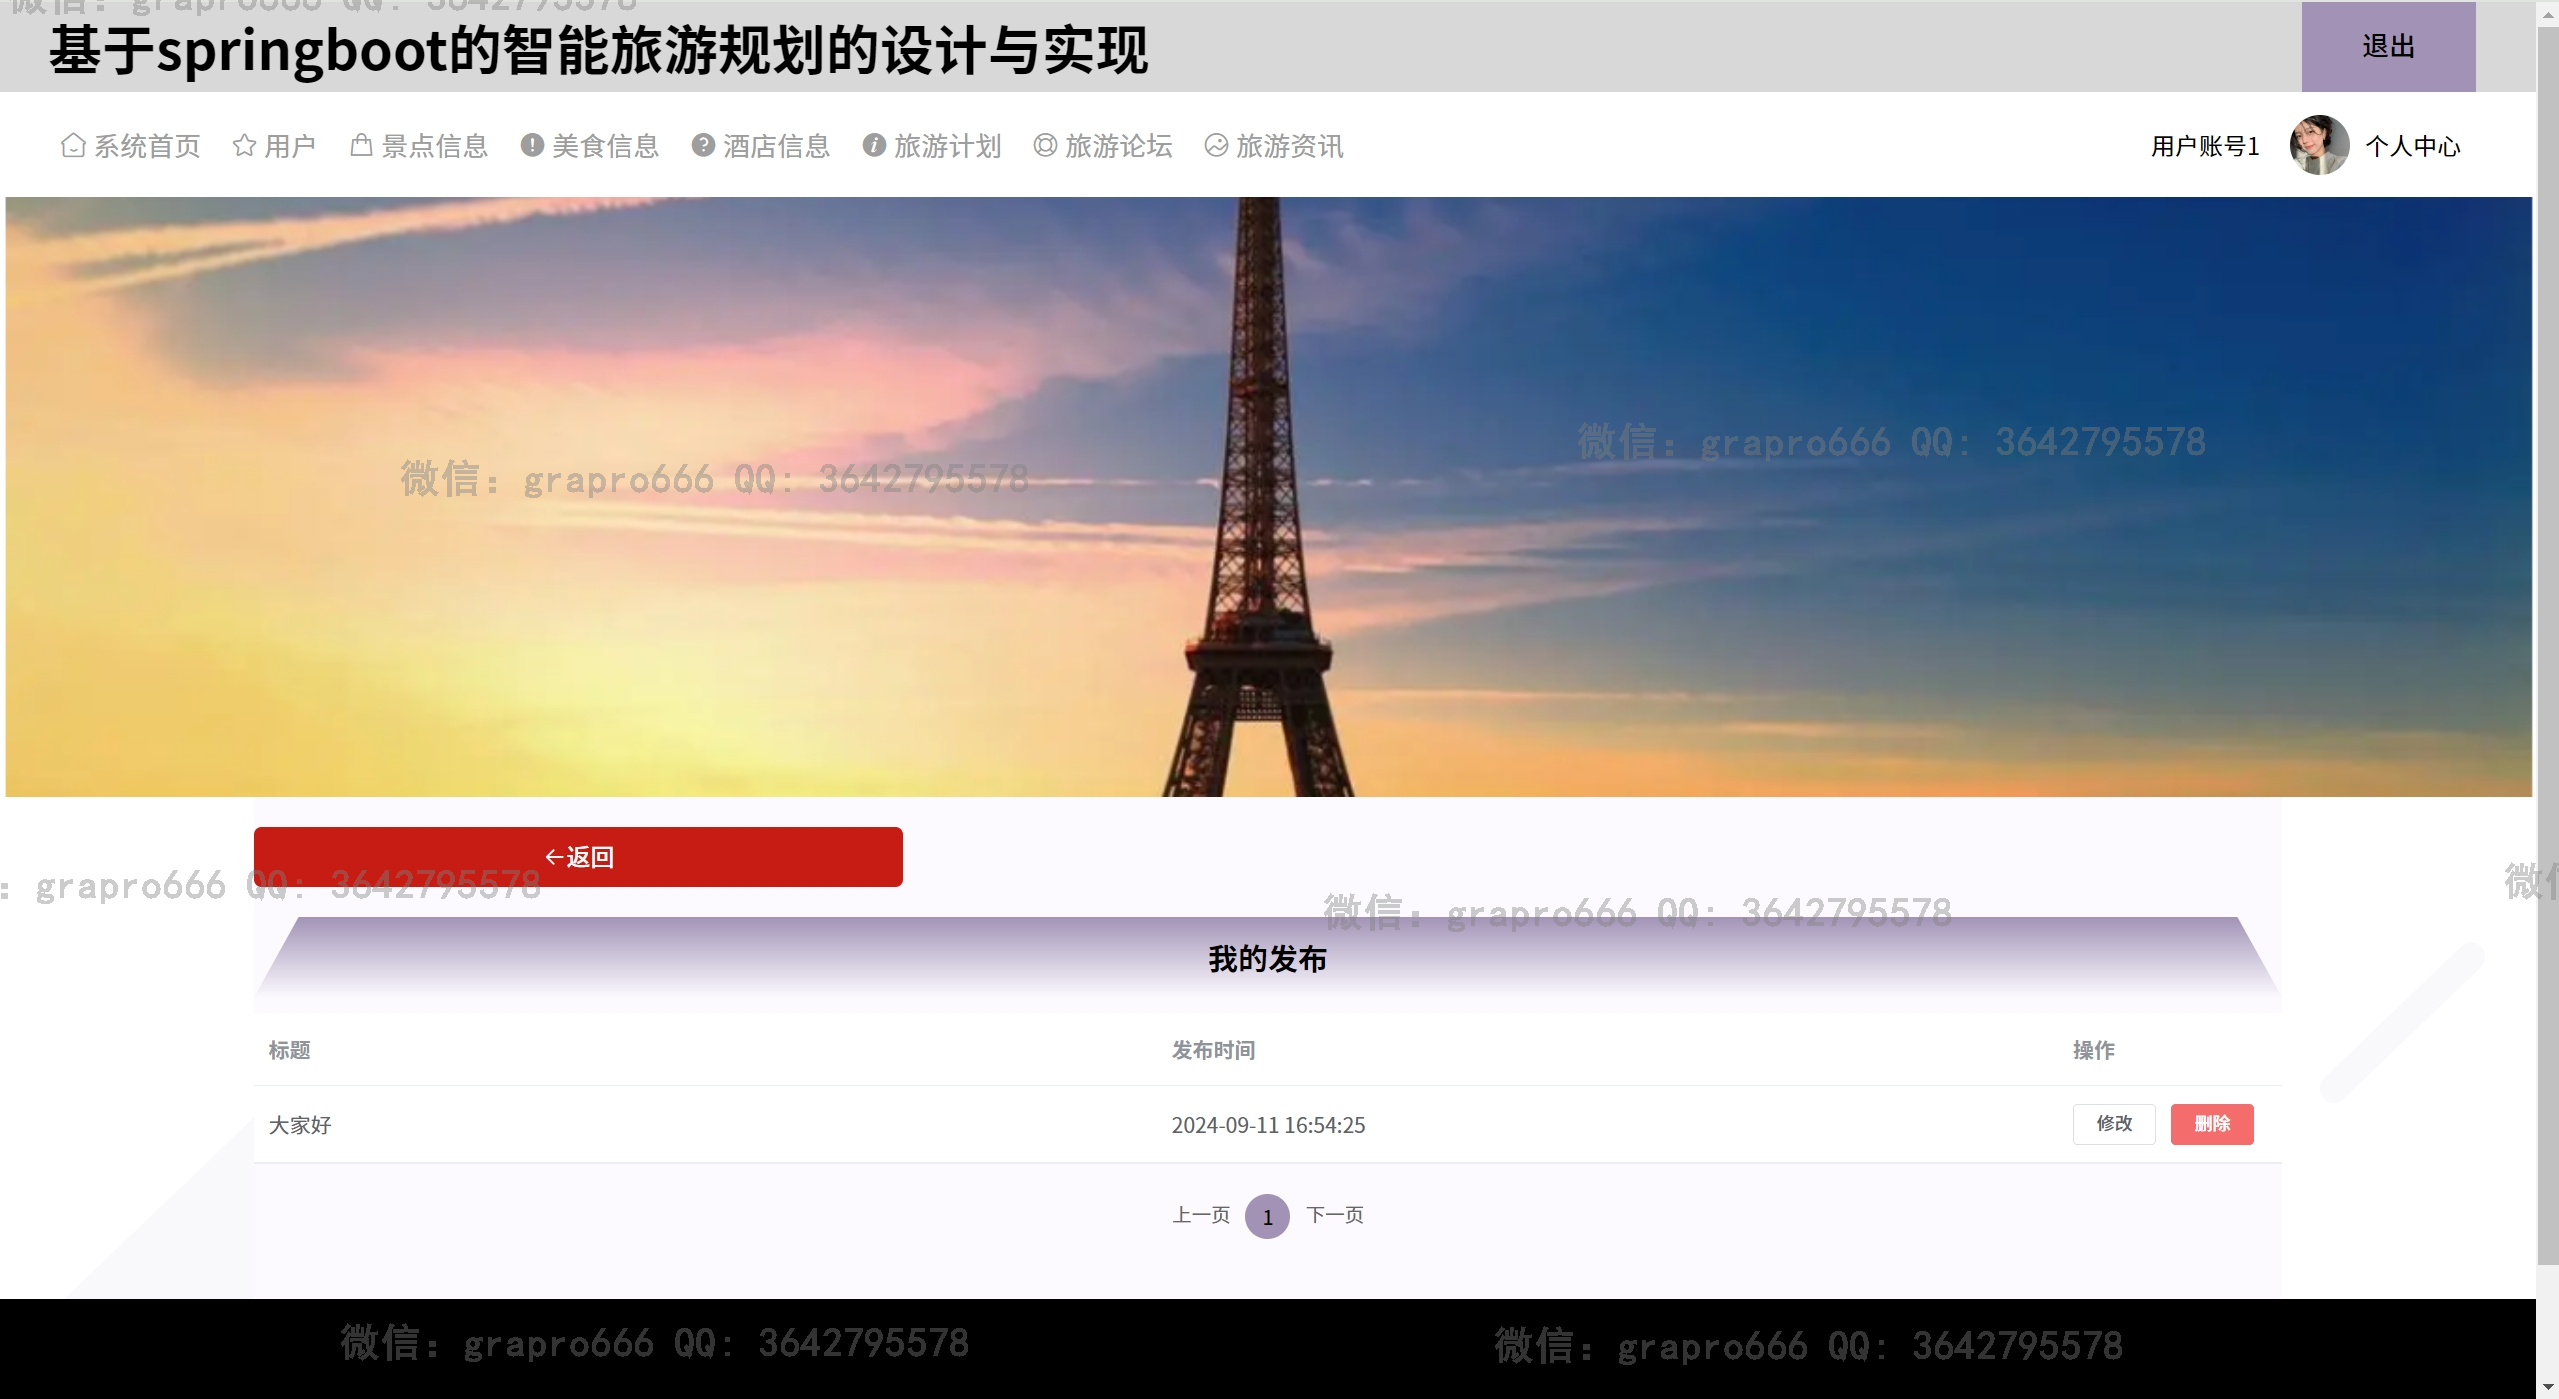 微信: grapro666 QQ: 3642795578
基于springboot的智能旅游规划的设计与实现
退出
系统首页 用户 景点信息 美食信息 酒店信息 旅游计划 旅游论坛 旅游资讯
用户账号1 个人中心
微信: grapro666 QQ: 3642795578
微信: grapro666 QQ: 3642795578
←返回
: grapro666 QQ: 3642795578
微信: grapro666 QQ: 3642795578
微信
我的发布
标题 发布时间 操作
大家好 2024-09-11 16:54:25 修改 删除
上一页 1 下一页
微信: grapro666 QQ: 3642795578
微信: grapro666 QQ: 3642795578